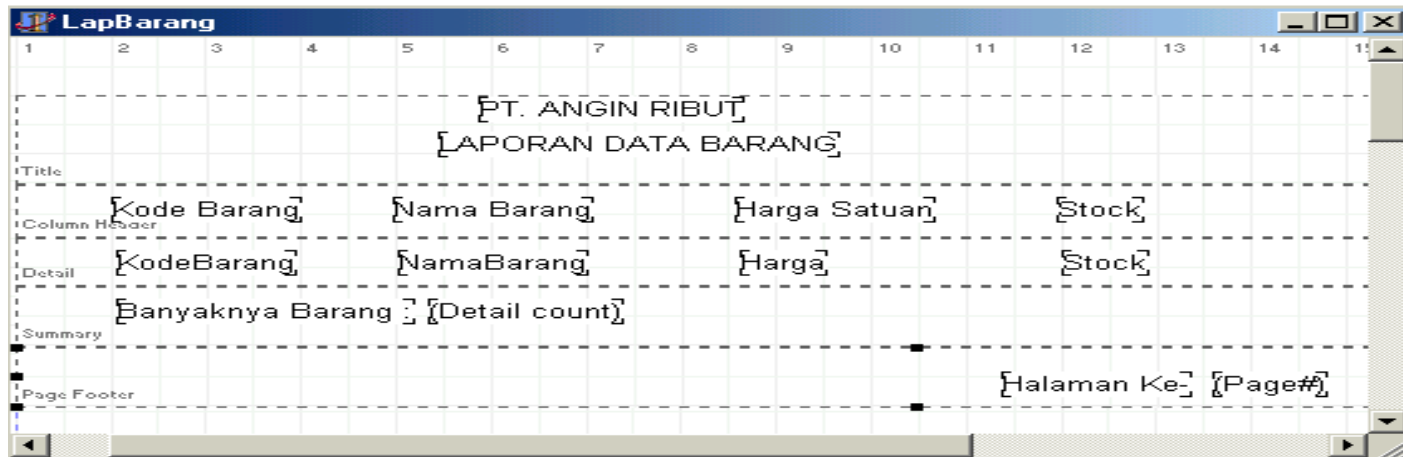 LapBarang
1 2 3 4 5 6 7 8 9 10 11 12 13 14
PT. ANGIN RIBUT
LAPORAN DATA BARANG
Title
Kode Barang Nama Barang Harga Satuan Stock
Column Header
KodeBarang NamaBarang Harga Stock
Detail
Banyaknya Barang : (Detail count)
Summary
Halaman Ke- (Page#)
Page Footer